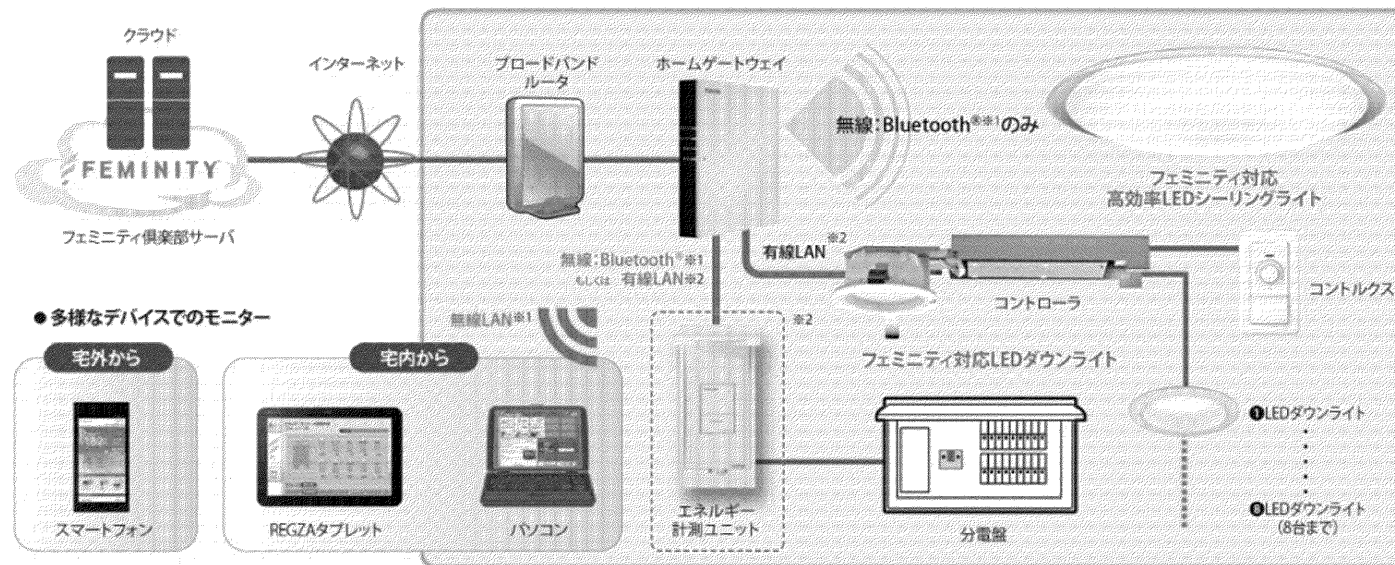 クラウド
FEMINITY
フェミニティ倶楽部サーバ
インターネット
ブロードバンド
ルータ
ホームゲートウェイ
無線:Bluetooth®※1のみ
フェミニティ対応
高効率LEDシーリングライト
無線:Bluetooth®※1
もしくは 有線LAN※2
有線LAN※2
コントローラ
コントルクス
フェミニティ対応LEDダウンライト
❶LEDダウンライト
❽LEDダウンライト
(8台まで)
●多様なデバイスでのモニター
無線LAN※1
宅外から
スマートフォン
宅内から
REGZAタブレット
パソコン
※2
エネルギー
計測ユニット
分電盤